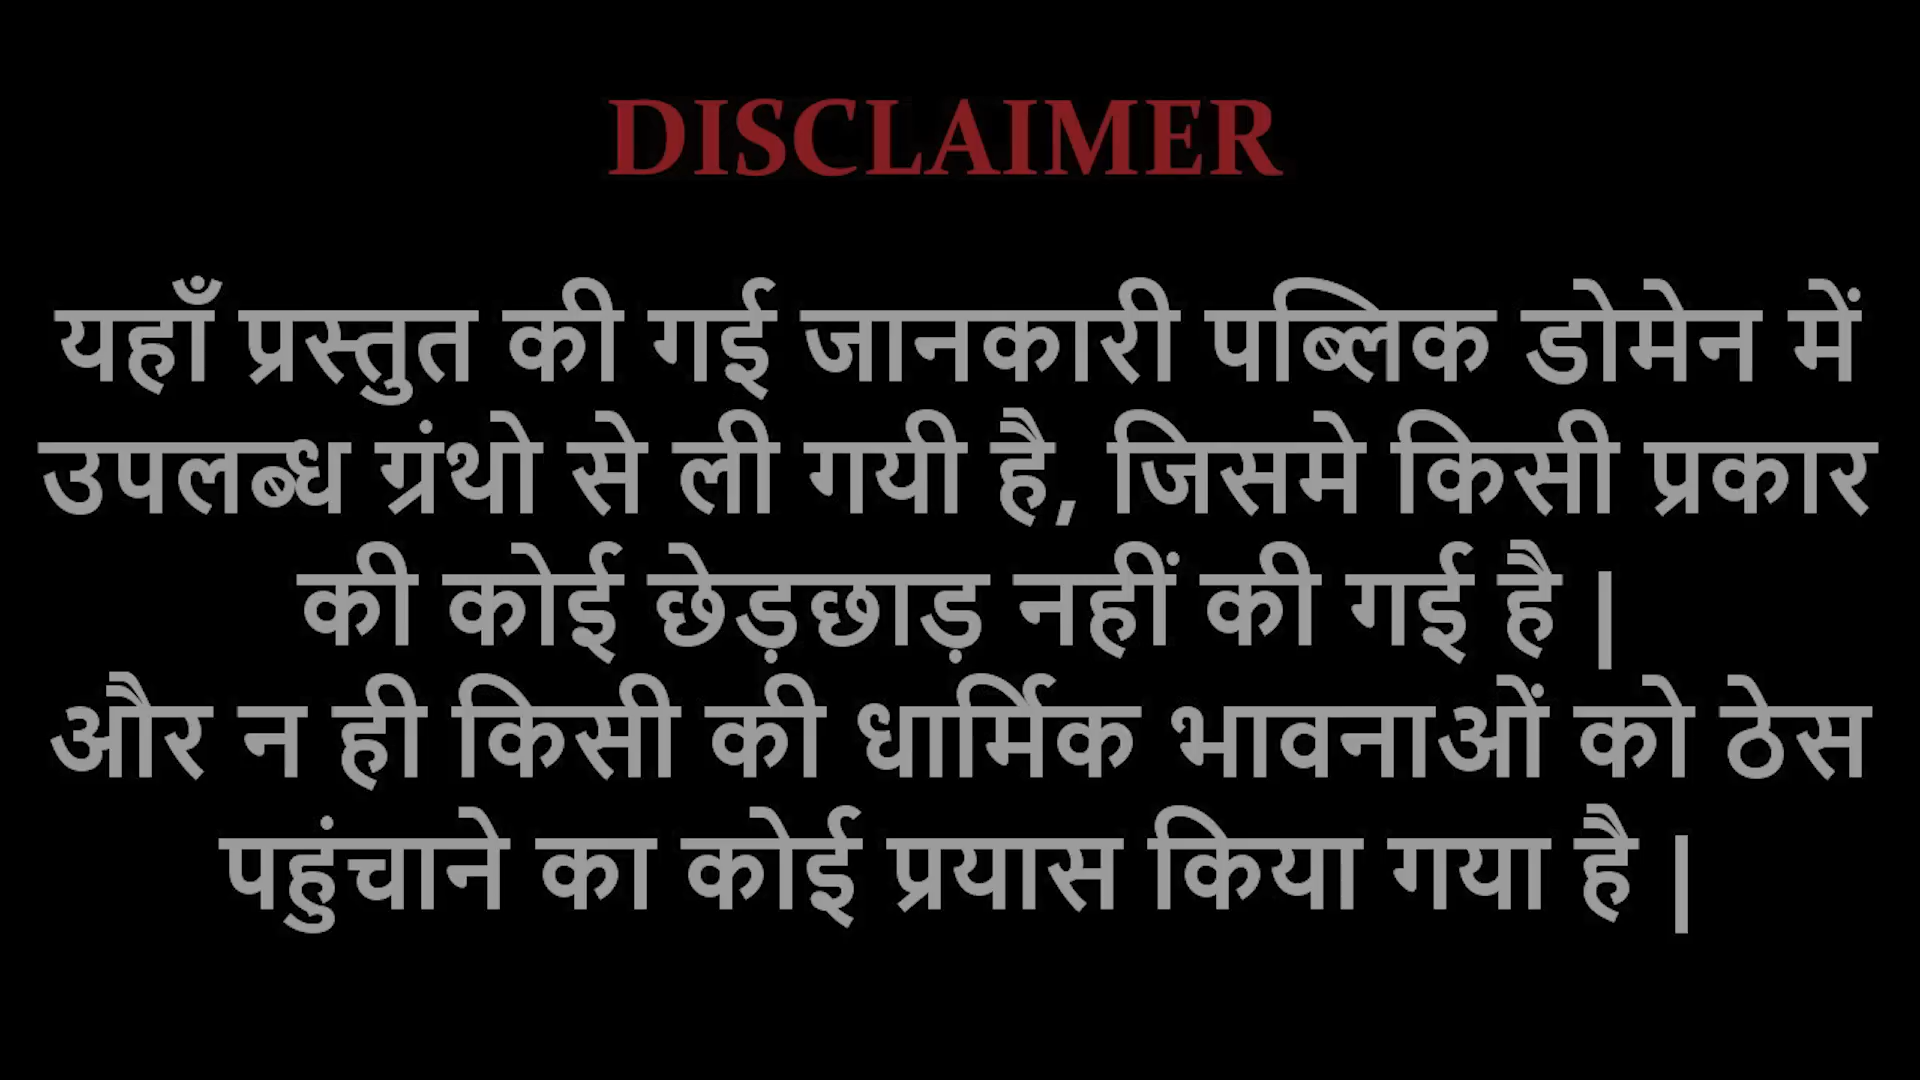 DISCLAIMER
यहाँ प्रस्तुत की गई जानकारी पब्लिक डोमेन में
उपलब्ध ग्रंथो से ली गयी है, जिसमे किसी प्रकार
की कोई छेड़छाड़ नहीं की गई है |
और न ही किसी की धार्मिक भावनाओं को ठेस
पहुंचाने का कोई प्रयास किया गया है |